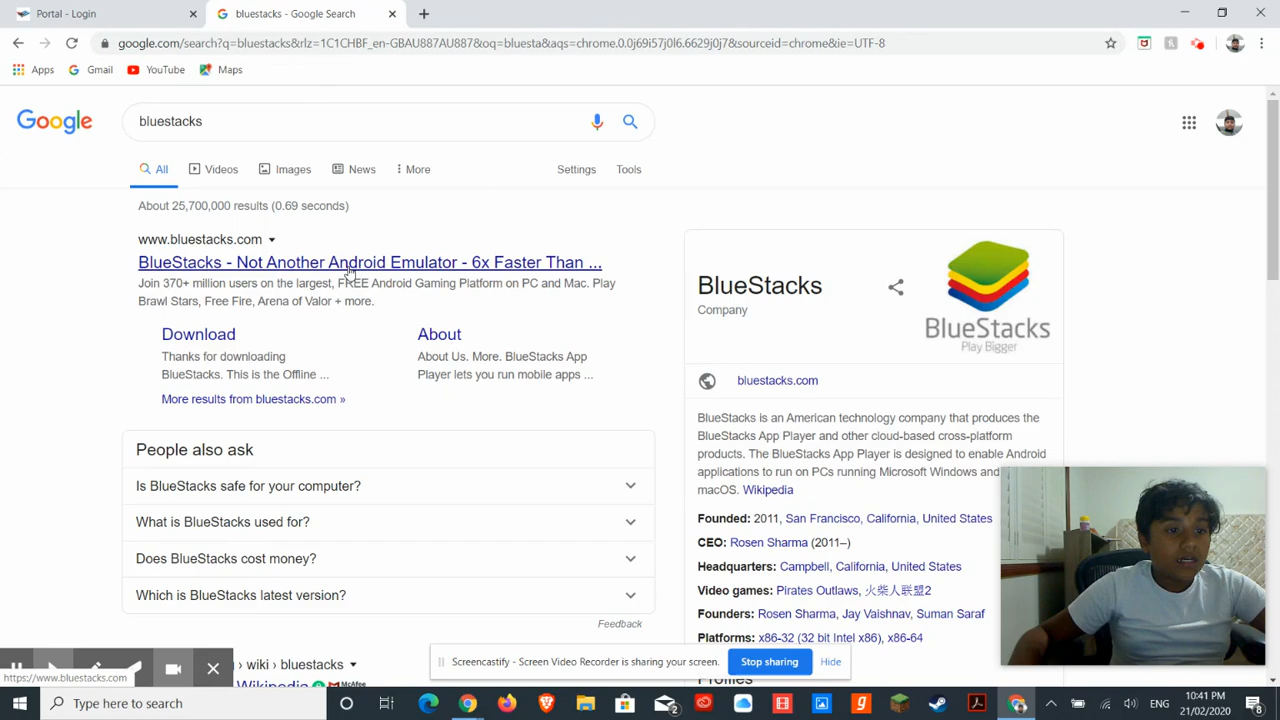 Portal - Login
bluestacks - Google Search
google.com/search?q=bluestacks&rlz=1C1CHBF_en-GBAU887AU887&oq=bluesta&aqs=chrome.0.0j69i57j0l6.6629j0j7&sourceid=chrome&ie=UTF-8
Apps
Gmail
YouTube
Maps
Google
bluestacks
All
Videos
Images
News
More
Settings
Tools
About 25,700,000 results (0.69 seconds)
www.bluestacks.com
BlueStacks - Not Another Android Emulator - 6x Faster Than ...
Join 370+ million users on the largest, FREE Android Gaming Platform on PC and Mac. Play
Brawl Stars, Free Fire, Arena of Valor + more.
Download
Thanks for downloading
BlueStacks. This is the Offline ...
About
About Us. More. BlueStacks App
Player lets you run mobile apps ...
More results from bluestacks.com »
People also ask
Is BlueStacks safe for your computer?
What is BlueStacks used for?
Does BlueStacks cost money?
Which is BlueStacks latest version?
Feedback
› wiki › bluestacks
Wikipedia
McAfee
https://www.bluestacks.com
BlueStacks
Company
BlueStacks
Play Bigger
bluestacks.com
BlueStacks is an American technology company that produces the
BlueStacks App Player and other cloud-based cross-platform
products. The BlueStacks App Player is designed to enable Android
applications to run on PCs running Microsoft Windows and
macOS. Wikipedia
Founded: 2011, San Francisco, California, United States
CEO: Rosen Sharma (2011–)
Headquarters: Campbell, California, United States
Video games: Pirates Outlaws, 火柴人联盟2
Founders: Rosen Sharma, Jay Vaishnav, Suman Saraf
Platforms: x86-32 (32 bit Intel x86), x86-64
Profiles
Screencastify - Screen Video Recorder is sharing your screen.
Stop sharing
Hide
Type here to search
2
ENG
10:41 PM
21/02/2020
8